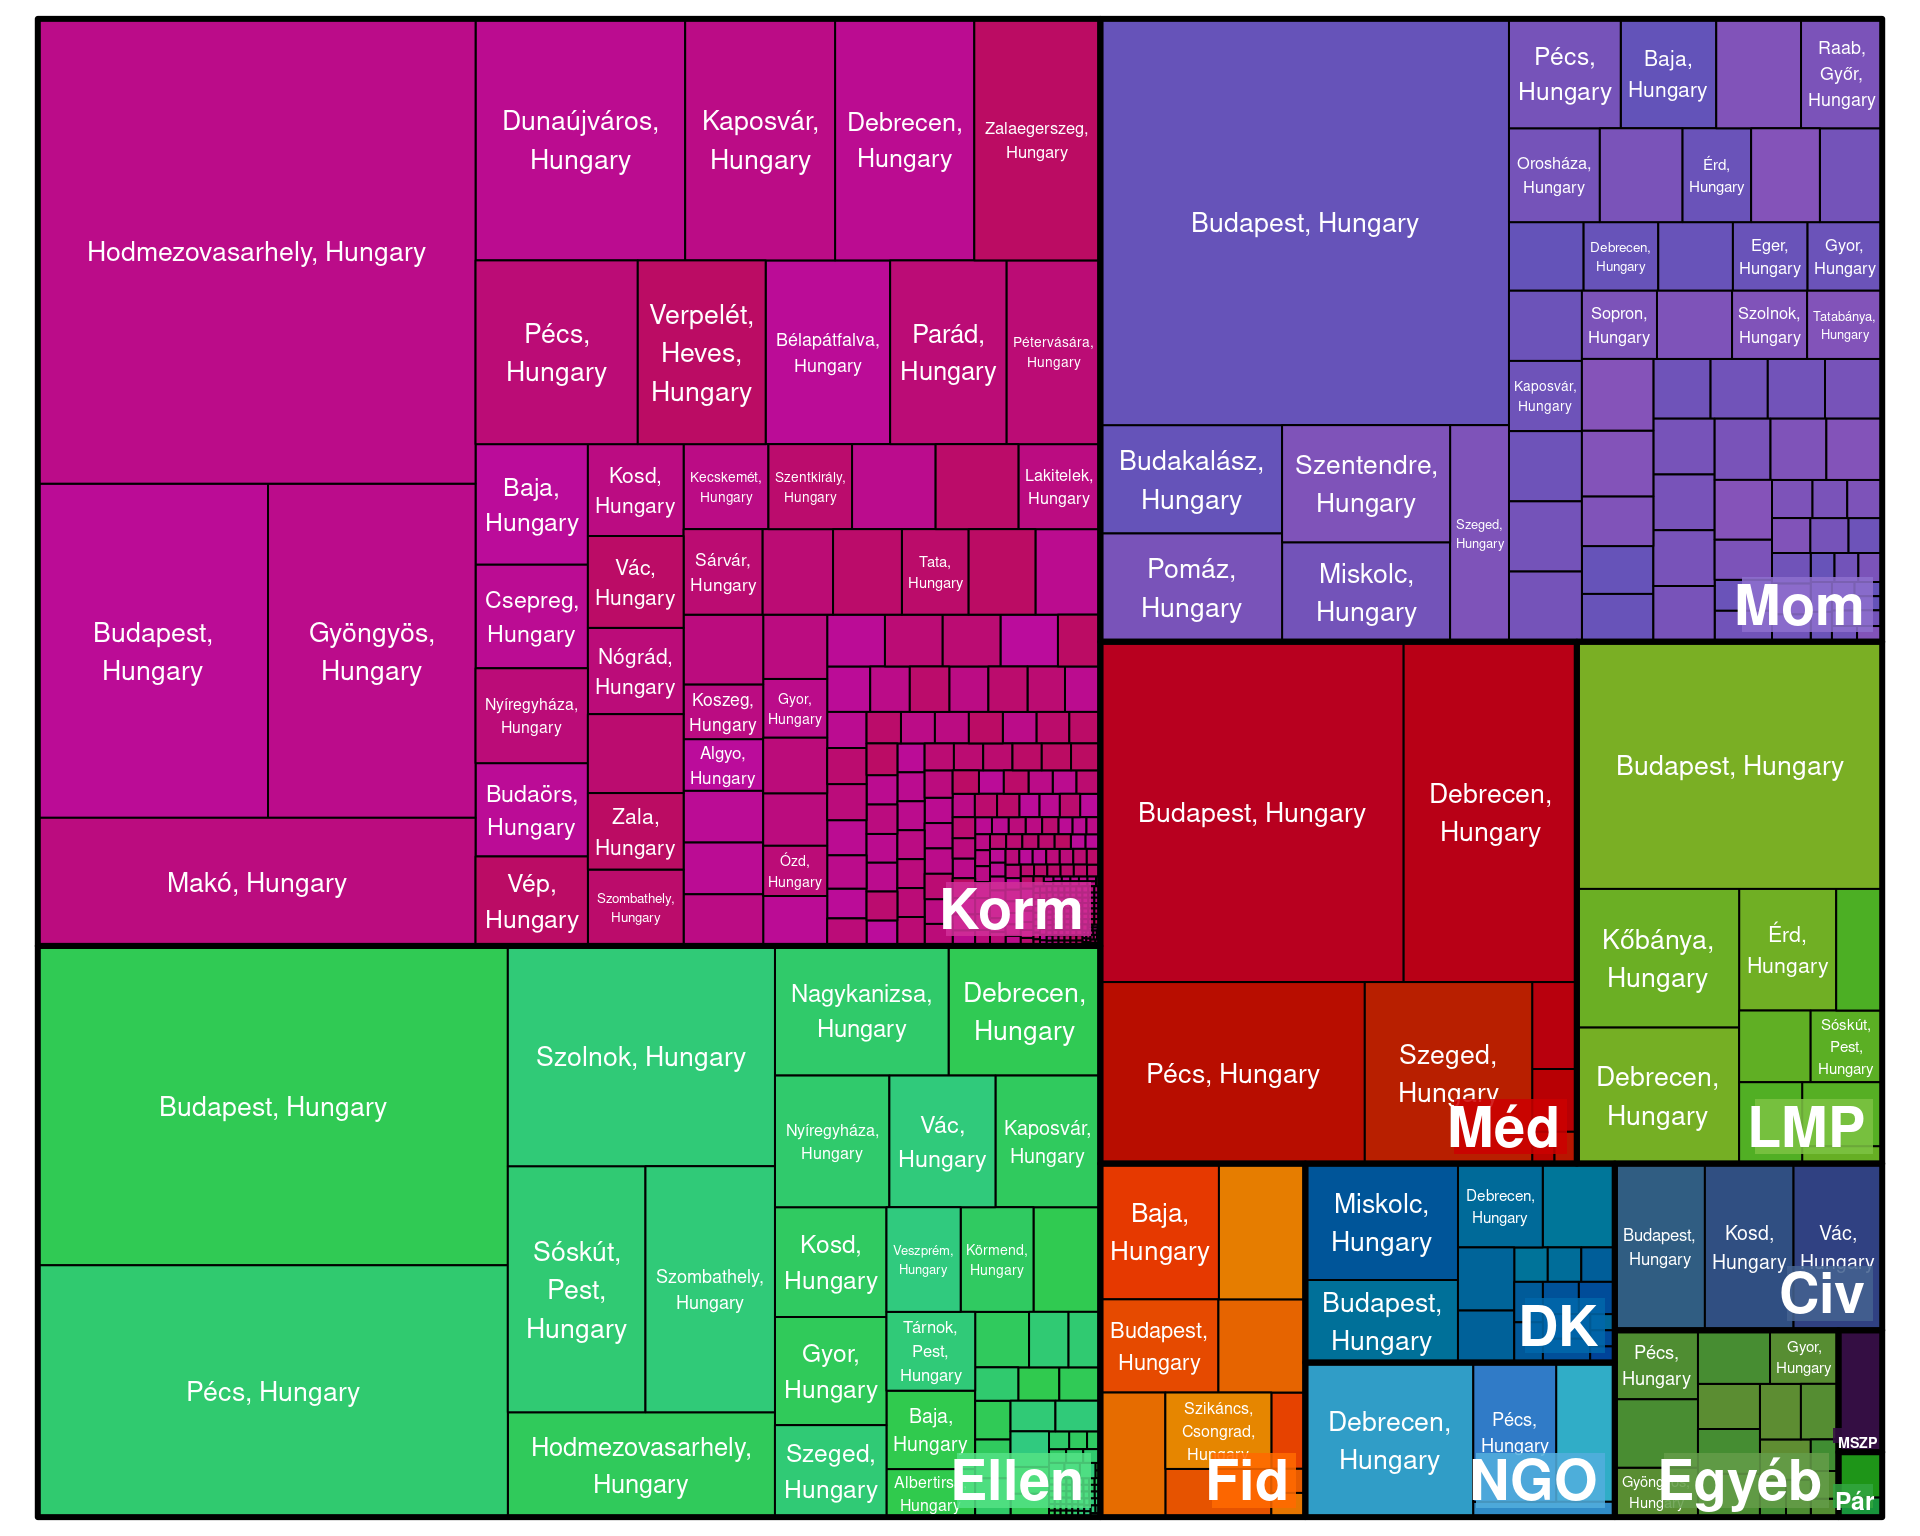 Hodmezovasarhely, Hungary
Budapest,
Hungary
Gyöngyös,
Hungary
Makó, Hungary
Dunaújváros,
Hungary
Kaposvár,
Hungary
Debrecen,
Hungary
Zalaegerszeg,
Hungary
Pécs,
Hungary
Verpelét,
Heves,
Hungary
Bélapátfalva,
Hungary
Parád,
Hungary
Pétervására,
Hungary
Baja,
Hungary
Csepreg,
Hungary
Nyíregyháza,
Hungary
Budaörs,
Hungary
Vép,
Hungary
Kosd,
Hungary
Vác,
Hungary
Nógrád,
Hungary
Zala,
Hungary
Szombathely,
Hungary
Kecskemét,
Hungary
Szentkirály,
Hungary
Lakitelek,
Hungary
Sárvár,
Hungary
Tata,
Hungary
Koszeg,
Hungary
Gyor,
Hungary
Algyo,
Hungary
Ózd,
Hungary
Korm
Budapest, Hungary
Pécs,
Hungary
Baja,
Hungary
Raab,
Győr,
Hungary
Orosháza,
Hungary
Érd,
Hungary
Debrecen,
Hungary
Eger,
Hungary
Gyor,
Hungary
Sopron,
Hungary
Szolnok,
Hungary
Tatabánya,
Hungary
Kaposvár,
Hungary
Budakalász,
Hungary
Szentendre,
Hungary
Szeged,
Hungary
Pomáz,
Hungary
Miskolc,
Hungary
Mom
Budapest, Hungary
Pécs, Hungary
Szolnok, Hungary
Sóskút,
Pest,
Hungary
Szombathely,
Hungary
Hodmezovasarhely,
Hungary
Nagykanizsa,
Hungary
Debrecen,
Hungary
Nyíregyháza,
Hungary
Vác,
Hungary
Kaposvár,
Hungary
Kosd,
Hungary
Veszprém,
Hungary
Körmend,
Hungary
Gyor,
Hungary
Tárnok,
Pest,
Hungary
Baja,
Hungary
Szeged,
Hungary
Hungary
Ellen
Budapest, Hungary
Debrecen,
Hungary
Pécs, Hungary
Szeged,
Hungary
Méd
Budapest, Hungary
Kőbánya,
Hungary
Érd,
Hungary
Debrecen,
Hungary
Sóskút,
Pest,
Hungary
LMP
Baja,
Hungary
Budapest,
Hungary
Szikáncs,
Csongrad,
Hungary
Fid
Miskolc,
Hungary
Debrecen,
Hungary
Budapest,
Hungary
DK
Debrecen,
Hungary
Pécs,
Hungary
NGO
Budapest,
Hungary
Kosd,
Hungary
Vác,
Hungary
Civ
Pécs,
Hungary
Gyor,
Hungary
Egyéb
MSZP
Pár